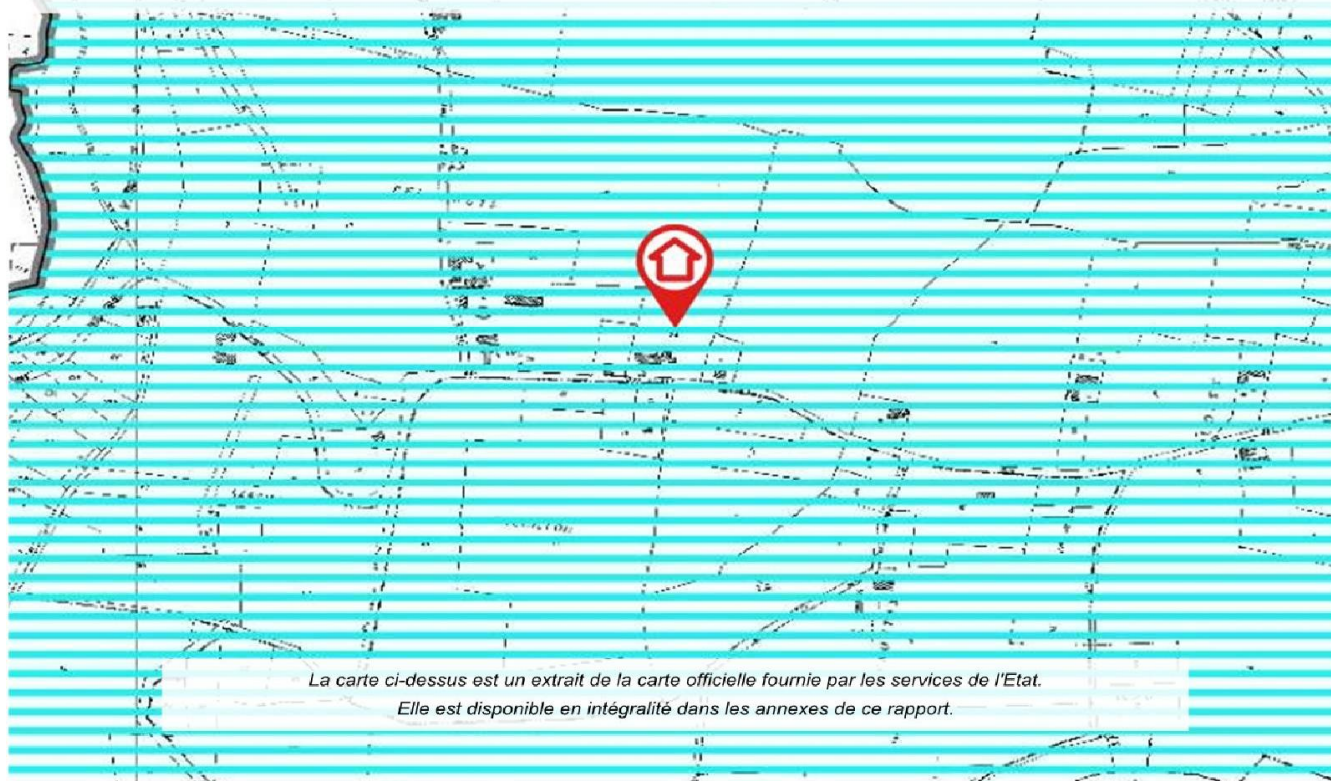 La carte ci-dessus est un extrait de la carte officielle fournie par les services de l'Etat.
Elle est disponible en intégralité dans les annexes de ce rapport.